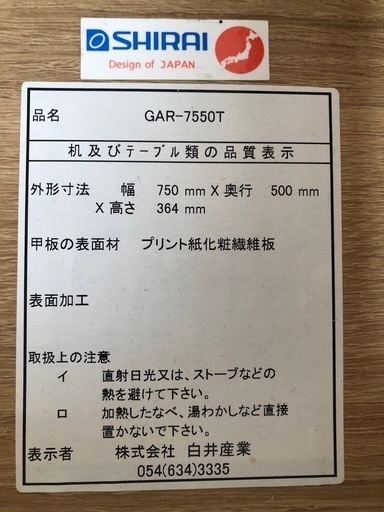 SHIRAI
Design of JAPAN
品名 GAR-7550T
机及びテーブル類の品質表示
外形寸法 幅 750 mm X 奥行 500 mm
X 高さ 364 mm
甲板の表面材 プリント紙化粧繊維板
表面加工
取扱上の注意
イ 直射日光又は、ストーブなどの
熱を避けて下さい。
ロ 加熱したなべ、湯わかしなど直接
置かないで下さい。
表示者 株式会社 白井産業
054(634)3335